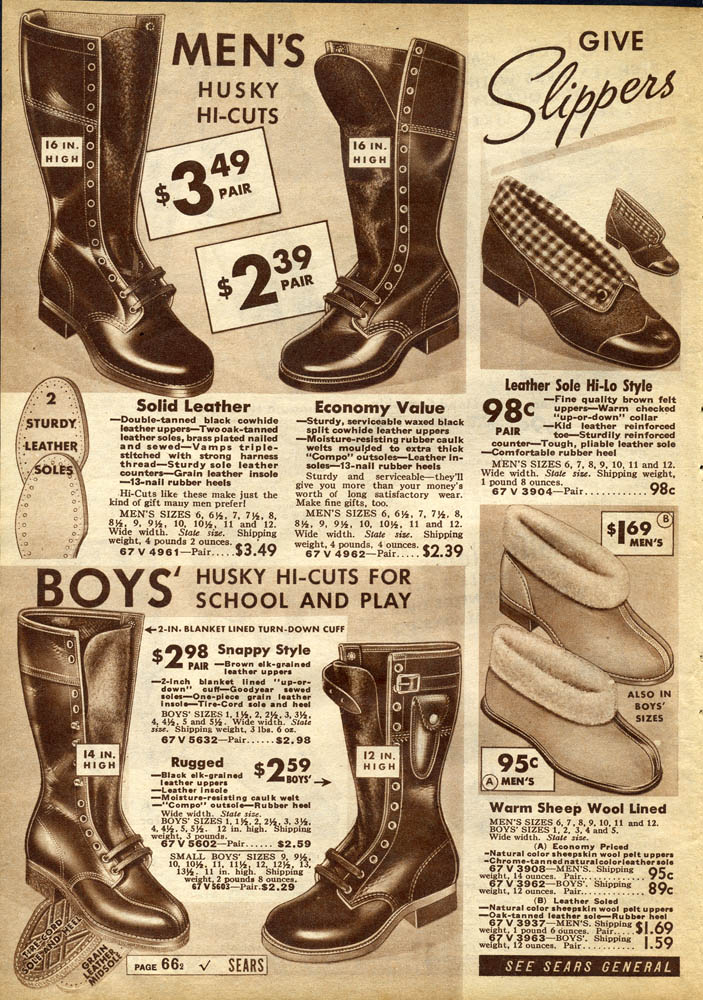 MEN'S
HUSKY
HI-CUTS
16 IN.
HIGH
$3.49
PAIR
16 IN.
HIGH
$2.39
PAIR
2
STURDY
LEATHER
SOLES
Solid Leather
—Double-tanned black cowhide
leather uppers—Two oak-tanned
leather soles, brass plated nailed
and sewed—Vamps triple-
stitched with strong harness
thread—Sturdy sole leather
counters—Grain leather insole
—13-nail rubber heels
Hi-Cuts like these make just the
kind of gift many men prefer!
MEN'S SIZES 6, 6½, 7, 7½, 8,
8½, 9, 9½, 10, 10½, 11 and 12.
Wide width. State size. Shipping
weight, 4 pounds 2 ounces.
67 V 4961—Pair.....$3.49
Economy Value
—Sturdy, serviceable waxed black
split cowhide leather uppers
—Moisture-resisting rubber caulk
welts moulded to extra thick
"Compo" outsoles—Leather in-
soles—13-nail rubber heels
Sturdy and serviceable—they'll
give you more than your money's
worth of long satisfactory wear.
Make fine gifts, too.
MEN'S SIZES 6, 6½, 7, 7½, 8,
8½, 9, 9½, 10, 10½, 11 and 12.
Wide width. State size. Shipping
weight, 4 pounds, 4 ounces.
67 V 4962—Pair.....$2.39
GIVE
Slippers
Leather Sole Hi-Lo Style
98c
PAIR
—Fine quality brown felt
uppers—Warm checked
"up-or-down" collar
—Kid leather reinforced
toe—Sturdily reinforced
counter—Tough, pliable leather sole
—Comfortable rubber heel
MEN'S SIZES 6, 7, 8, 9, 10, 11 and 12.
Wide width. State size. Shipping weight,
1 pound 8 ounces.
67 V 3904—Pair............98c
BOYS' HUSKY HI-CUTS FOR
SCHOOL AND PLAY
2-IN. BLANKET LINED TURN-DOWN CUFF
$2.98
PAIR
Snappy Style
—Brown elk-grained
leather uppers
—2-inch blanket lined "up-or-
down" cuff—Goodyear sewed
soles—One-piece grain leather
insole—Tire-Cord sole and heel
BOYS' SIZES 1, 1½, 2, 2½, 3, 3½,
4, 4½, 5 and 5½. Wide width. State
size. Shipping weight, 3 lbs. 6 oz.
67 V 5632—Pair......$2.98
14 IN.
HIGH
12 IN.
HIGH
Rugged
$2.59
BOYS'
—Black elk-grained
leather uppers
—Leather insole
—Moisture-resisting caulk welt
—"Compo" outsole—Rubber heel
Wide width. State size.
BOYS' SIZES 1, 1½, 2, 2½, 3, 3½,
4, 4½, 5, 5½. 12 in. high. Shipping
weight, 3 pounds.
67 V 5602—Pair......$2.59
SMALL BOYS' SIZES 9, 9½,
10, 10½, 11, 11½, 12, 12½, 13,
13½. 11 in. high. Shipping
weight, 2 pounds 8 ounces.
67 V 5603—Pair.$2.29
TIRE-CORD
SOLE AND HEEL
GRAIN
LEATHER
MIDSOLE
PAGE 66₂ ✓ SEARS
$1.69
MEN'S
B
ALSO IN
BOYS'
SIZES
95c
A MEN'S
Warm Sheep Wool Lined
MEN'S SIZES 6, 7, 8, 9, 10, 11 and 12.
BOYS' SIZES 1, 2, 3, 4 and 5.
Wide width. State size.
(A) Economy Priced
—Natural color sheepskin wool pelt uppers
—Chrome-tanned natural color leather sole
67 V 3908—MEN'S. Shipping
weight, 14 ounces. Pair............95c
67 V 3962—BOYS'. Shipping
weight, 12 ounces. Pair............89c
(B) Leather Soled
—Natural color sheepskin wool pelt uppers
—Oak-tanned leather sole—Rubber heel
67 V 3937—MEN'S. Shipping
weight, 1 pound 6 ounces. Pair.....$1.69
67 V 3963—BOYS'. Shipping
weight, 12 ounces. Pair...........1.59
SEE SEARS GENERAL